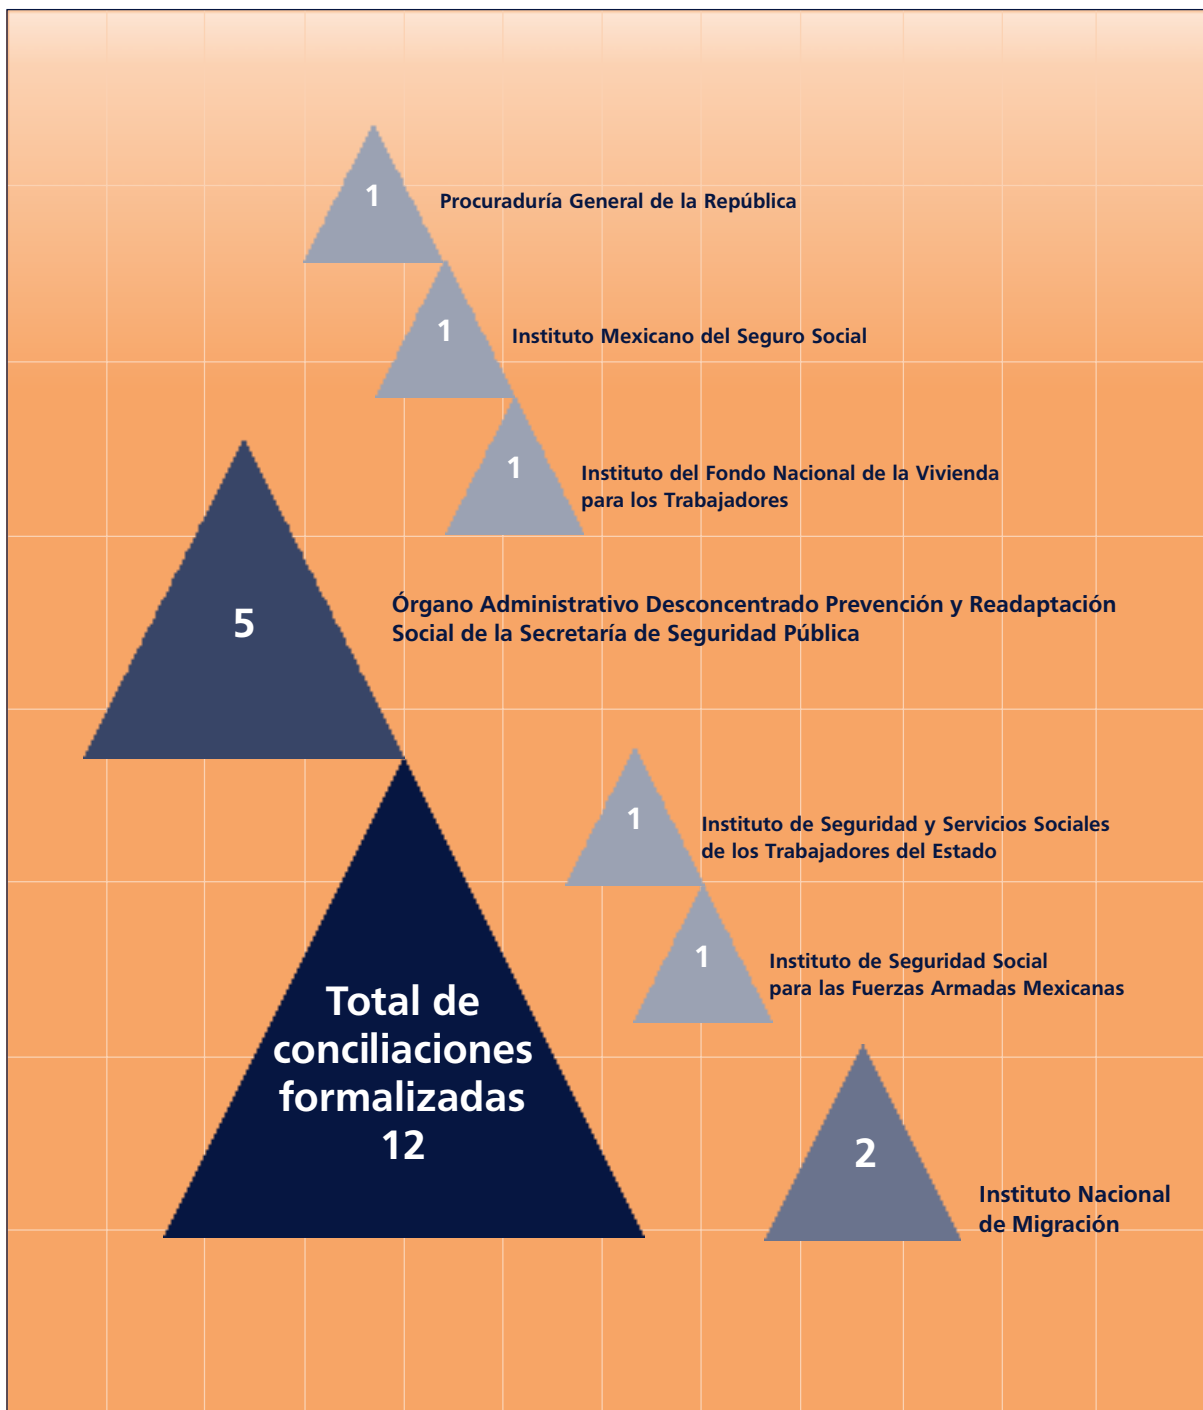 1
Procuraduría General de la República
1
Instituto Mexicano del Seguro Social
1
Instituto del Fondo Nacional de la Vivienda
para los Trabajadores
5
Órgano Administrativo Desconcentrado Prevención y Readaptación
Social de la Secretaría de Seguridad Pública
1
Instituto de Seguridad y Servicios Sociales
de los Trabajadores del Estado
1
Instituto de Seguridad Social
para las Fuerzas Armadas Mexicanas
Total de
conciliaciones
formalizadas
12
2
Instituto Nacional
de Migración